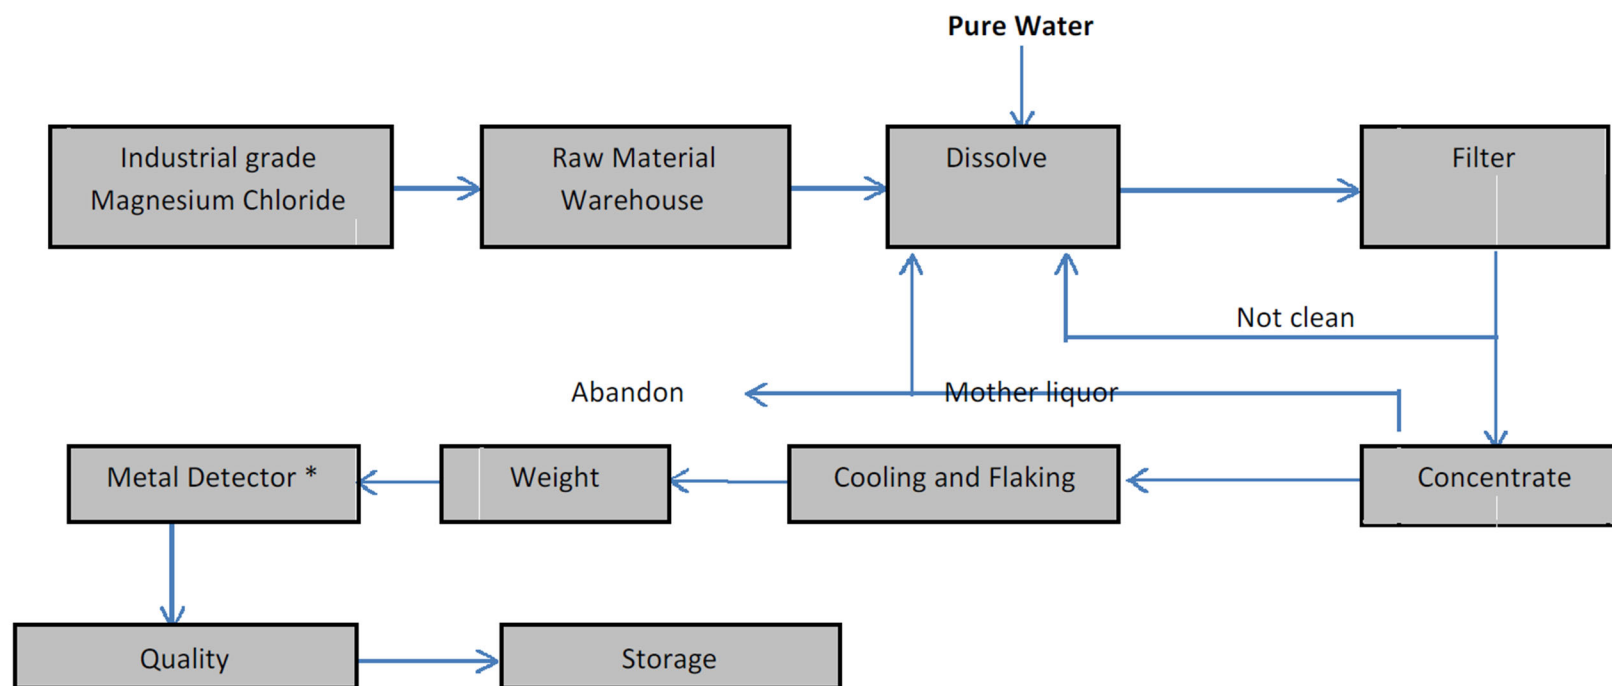 Pure Water
Industrial grade
Magnesium Chloride
Raw Material
Warehouse
Dissolve
Filter
Not clean
Abandon
Mother liquor
Metal Detector *
Weight
Cooling and Flaking
Concentrate
Quality
Storage